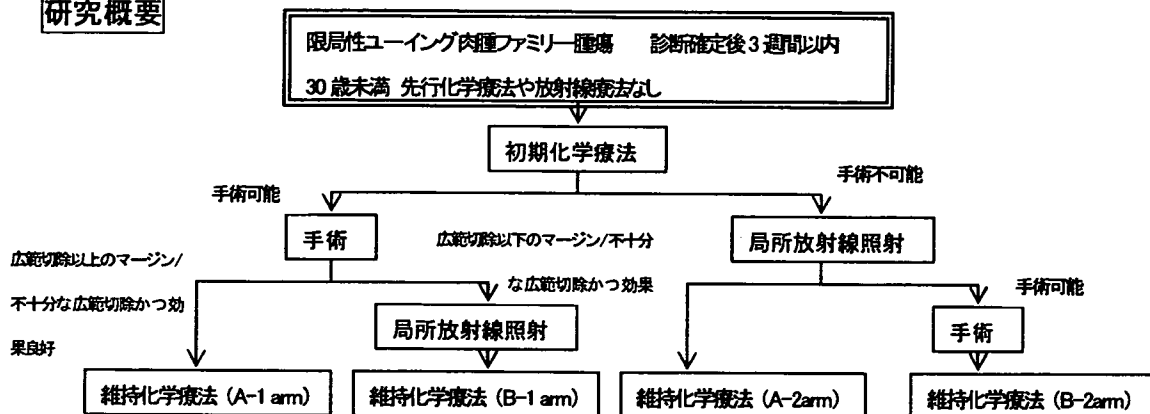 研究概要
限局性ユーイング肉腫ファミリー腫瘍 診断確定後3週間以内
30歳未満 先行化学療法や放射線療法なし
初期化学療法
手術可能
手術不可能
手術
局所放射線照射
広範切除以上のマージン/
不十分な広範切除かつ効
果良好
広範切除以下のマージン/不十分
な広範切除かつ効果
手術可能
局所放射線照射
手術
維持化学療法 (A-1 arm)
維持化学療法 (B-1 arm)
維持化学療法 (A-2arm)
維持化学療法 (B-2arm)